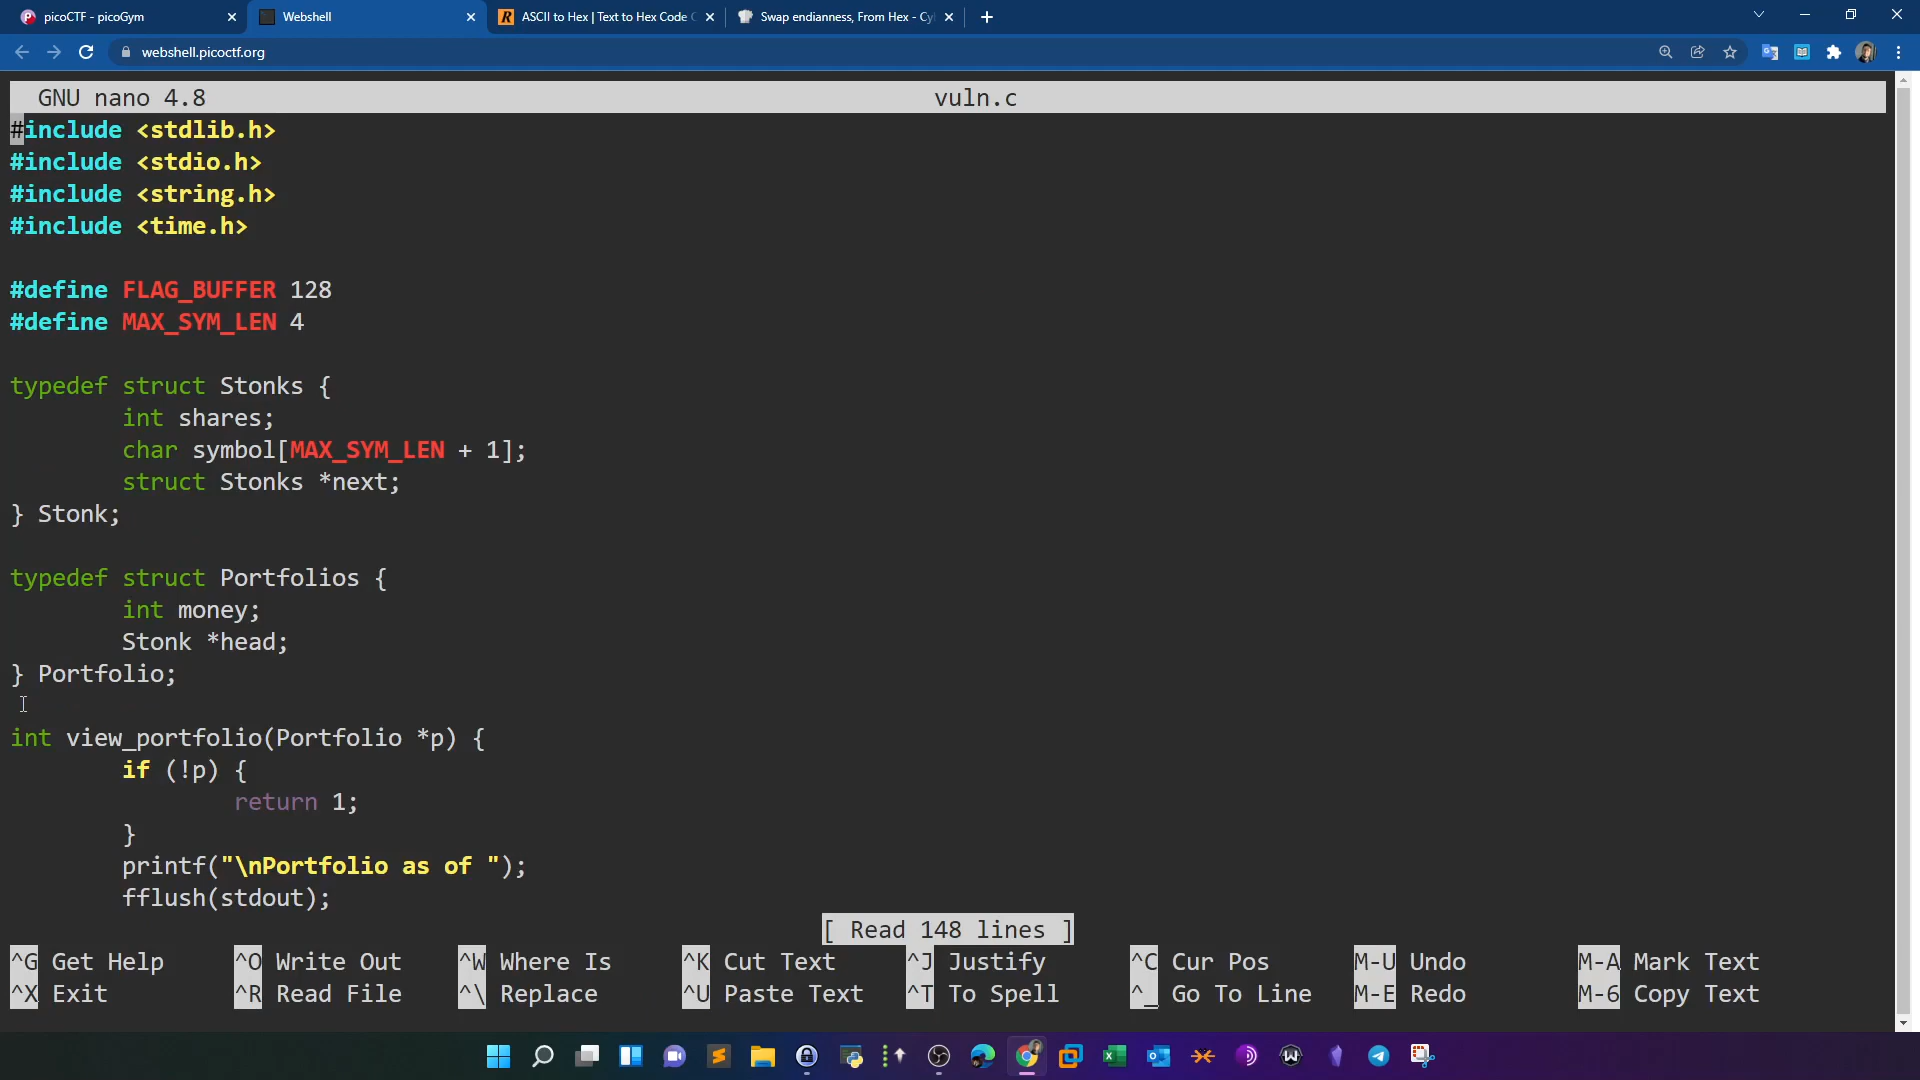 picoCTF - picoGym
Webshell
ASCII to Hex | Text to Hex Code C
Swap endianness, From Hex - Cy
webshell.picoctf.org
GNU nano 4.8 vuln.c
#include <stdlib.h>
#include <stdio.h>
#include <string.h>
#include <time.h>
#define FLAG_BUFFER 128
#define MAX_SYM_LEN 4
typedef struct Stonks {
int shares;
char symbol[MAX_SYM_LEN + 1];
struct Stonks *next;
} Stonk;
typedef struct Portfolios {
int money;
Stonk *head;
} Portfolio;
int view_portfolio(Portfolio *p) {
if (!p) {
return 1;
}
printf("\nPortfolio as of ");
fflush(stdout);
[ Read 148 lines ]
^G Get Help ^O Write Out ^W Where Is ^K Cut Text ^J Justify ^C Cur Pos M-U Undo M-A Mark Text
^X Exit ^R Read File ^\ Replace ^U Paste Text ^T To Spell ^_ Go To Line M-E Redo M-6 Copy Text